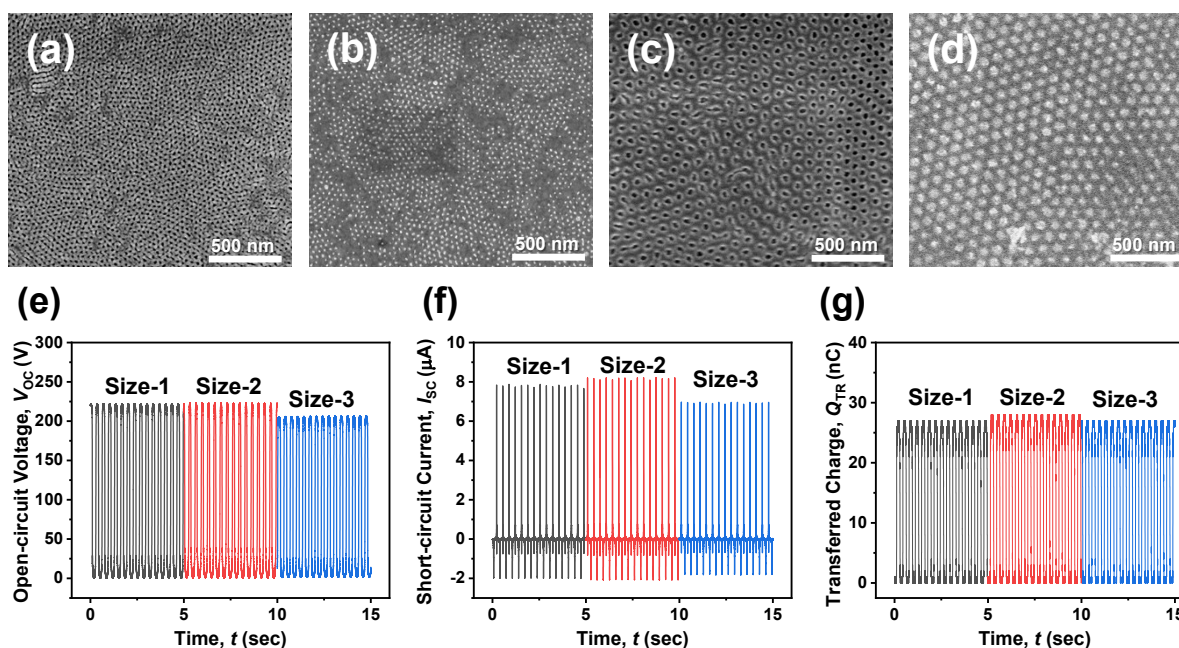 (a)
(b)
(c)
(d)
500 nm
500 nm
500 nm
500 nm
(e)
(f)
(g)
Open-circuit Voltage, V_OC (V)
300
250
200
150
100
50
0
Size-1
Size-2
Size-3
0
5
10
15
Time, t (sec)
Short-circuit Current, I_SC (μA)
10
8
6
4
2
0
-2
Size-1
Size-2
Size-3
0
5
10
15
Time, t (sec)
Transferred Charge, Q_TR (nC)
40
30
20
10
0
Size-1
Size-2
Size-3
0
5
10
15
Time, t (sec)